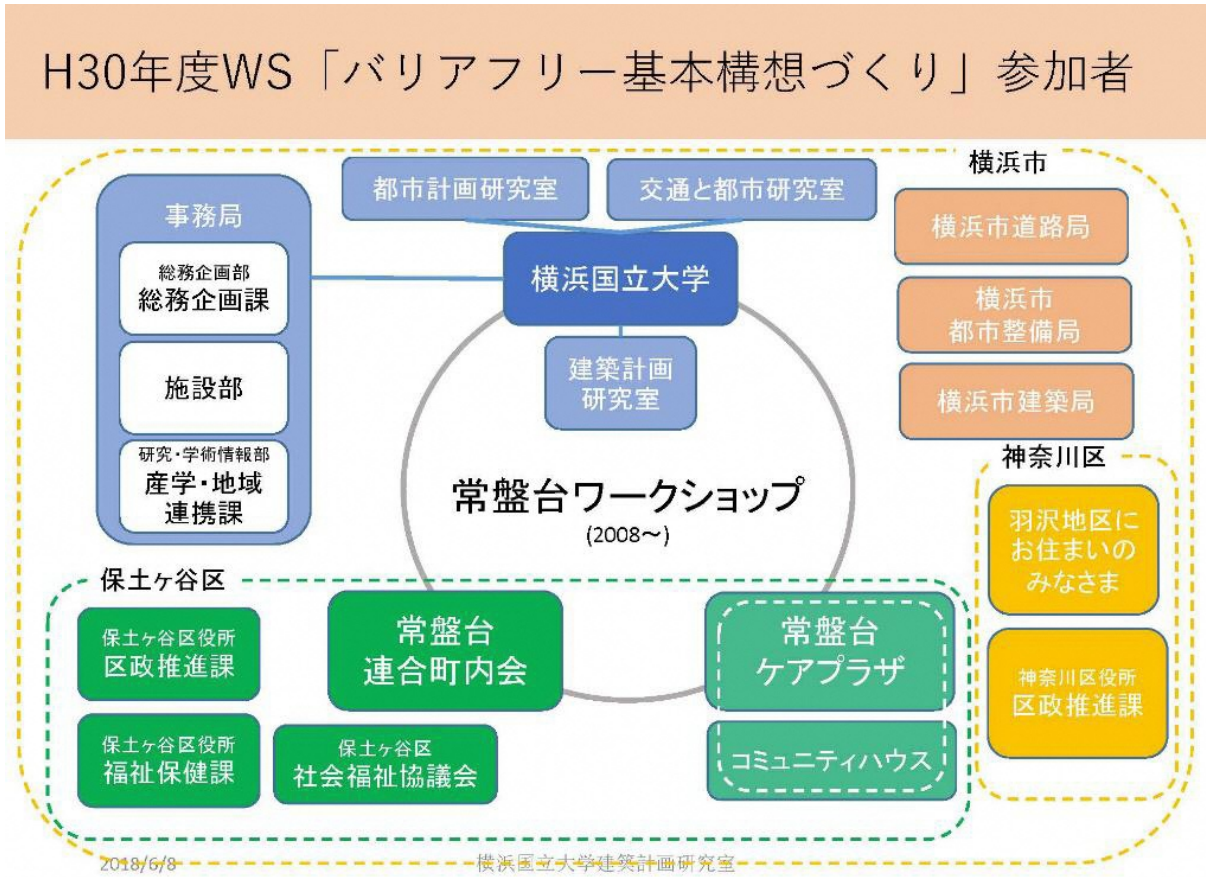 H30年度WS「バリアフリー基本構想づくり」参加者
横浜市
都市計画研究室
交通と都市研究室
事務局
総務企画部
総務企画課
施設部
研究・学術情報部
産学・地域
連携課
横浜国立大学
建築計画
研究室
横浜市道路局
横浜市
都市整備局
横浜市建築局
常盤台ワークショップ
(2008～)
神奈川区
羽沢地区に
お住まいの
みなさま
神奈川区役所
区政推進課
保土ヶ谷区
保土ヶ谷区役所
区政推進課
常盤台
連合町内会
常盤台
ケアプラザ
保土ヶ谷区役所
福祉保健課
保土ヶ谷区
社会福祉協議会
コミュニティハウス
2018/6/8
横浜国立大学建築計画研究室